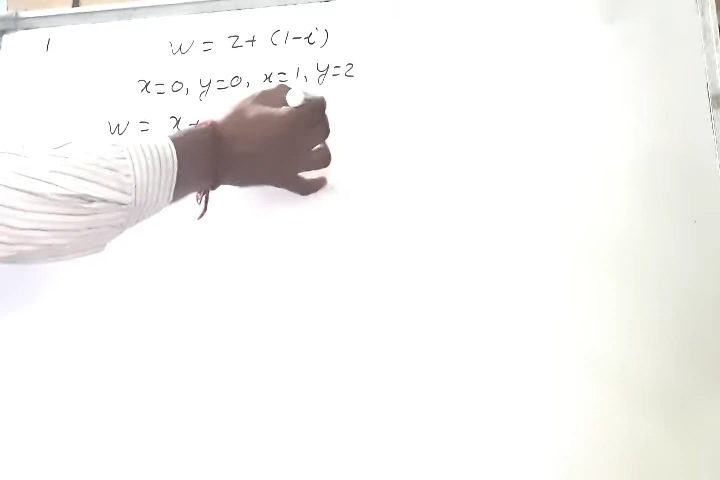 1 w = z + (1-i)
x=0, y=0, x=1, y=2
w = x+